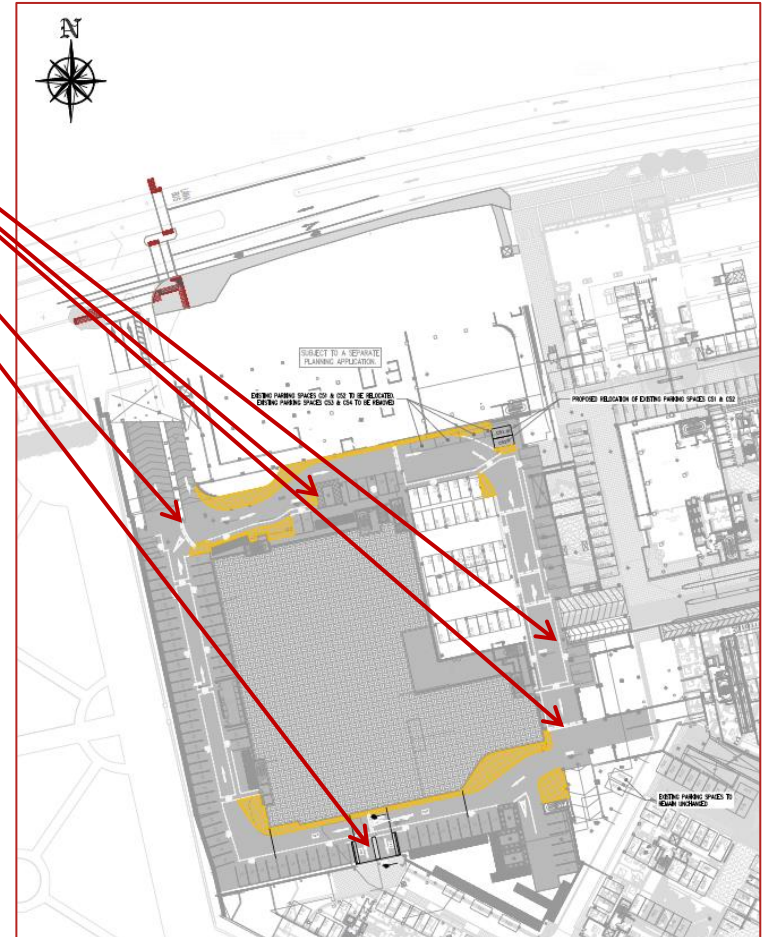 N
SUBJECT TO A SEPARATE
PLANNING APPLICATION.
EXISTING PARKING SPACES C51 & C52 TO BE RELOCATED.
EXISTING PARKING SPACES C53 & C54 TO BE REMOVED
PROPOSED RELOCATION OF EXISTING PARKING SPACES C51 & C52
EXISTING PARKING SPACES TO
REMAIN UNCHANGED